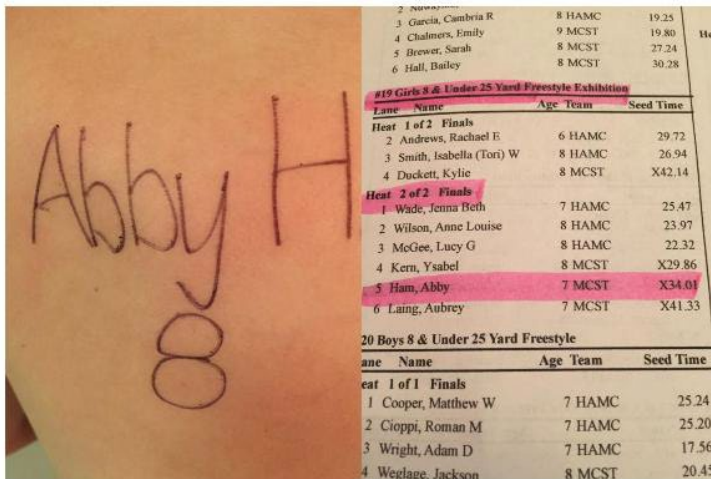 Abby H
8
3 Garcia, Cambria R 8 HAMC 19.25
4 Chalmers, Emily 9 MCST 19.80
5 Brewer, Sarah 8 MCST 27.24
6 Hall, Bailey 8 MCST 30.28
#19 Girls 8 & Under 25 Yard Freestyle Exhibition
Lane Name Age Team Seed Time
Heat 1 of 2 Finals
2 Andrews, Rachael E 6 HAMC 29.72
3 Smith, Isabella (Tori) W 8 HAMC 26.94
4 Duckett, Kylie 8 MCST X42.14
Heat 2 of 2 Finals
1 Wade, Jenna Beth 7 HAMC 25.47
2 Wilson, Anne Louise 8 HAMC 23.97
3 McGee, Lucy G 8 HAMC 22.32
4 Kern, Ysabel 8 MCST X29.86
5 Ham, Abby 7 MCST X34.01
6 Laing, Aubrey 7 MCST X41.33
20 Boys 8 & Under 25 Yard Freestyle
ane Name Age Team Seed Time
eat 1 of 1 Finals
1 Cooper, Matthew W 7 HAMC 25.24
2 Cioppi, Roman M 7 HAMC 25.20
3 Wright, Adam D 7 HAMC 17.56
4 Weglage, Jackson 8 MCST 20.45